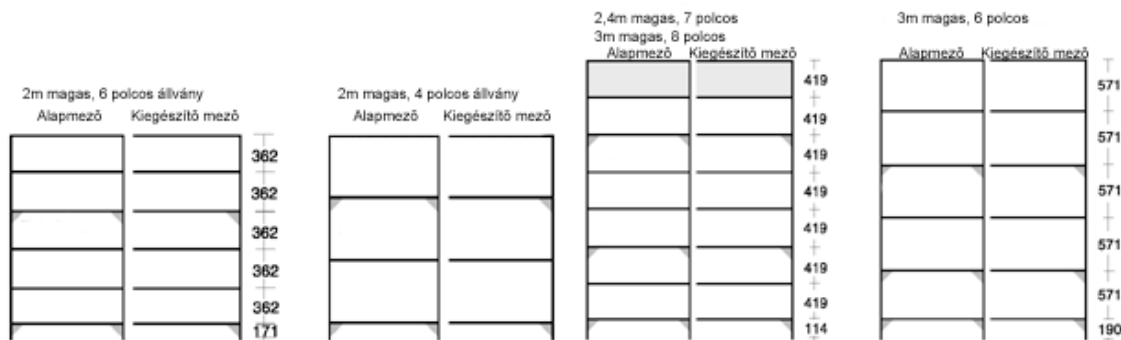 2m magas, 6 polcos állvány
Alapmező Kiegészítő mező
362
362
362
362
362
171
2m magas, 4 polcos állvány
Alapmező Kiegészítő mező
2,4m magas, 7 polcos
3m magas, 8 polcos
Alapmező Kiegészítő mező
419
419
419
419
419
419
419
114
3m magas, 6 polcos
Alapmező Kiegészítő mező
571
571
571
571
571
190